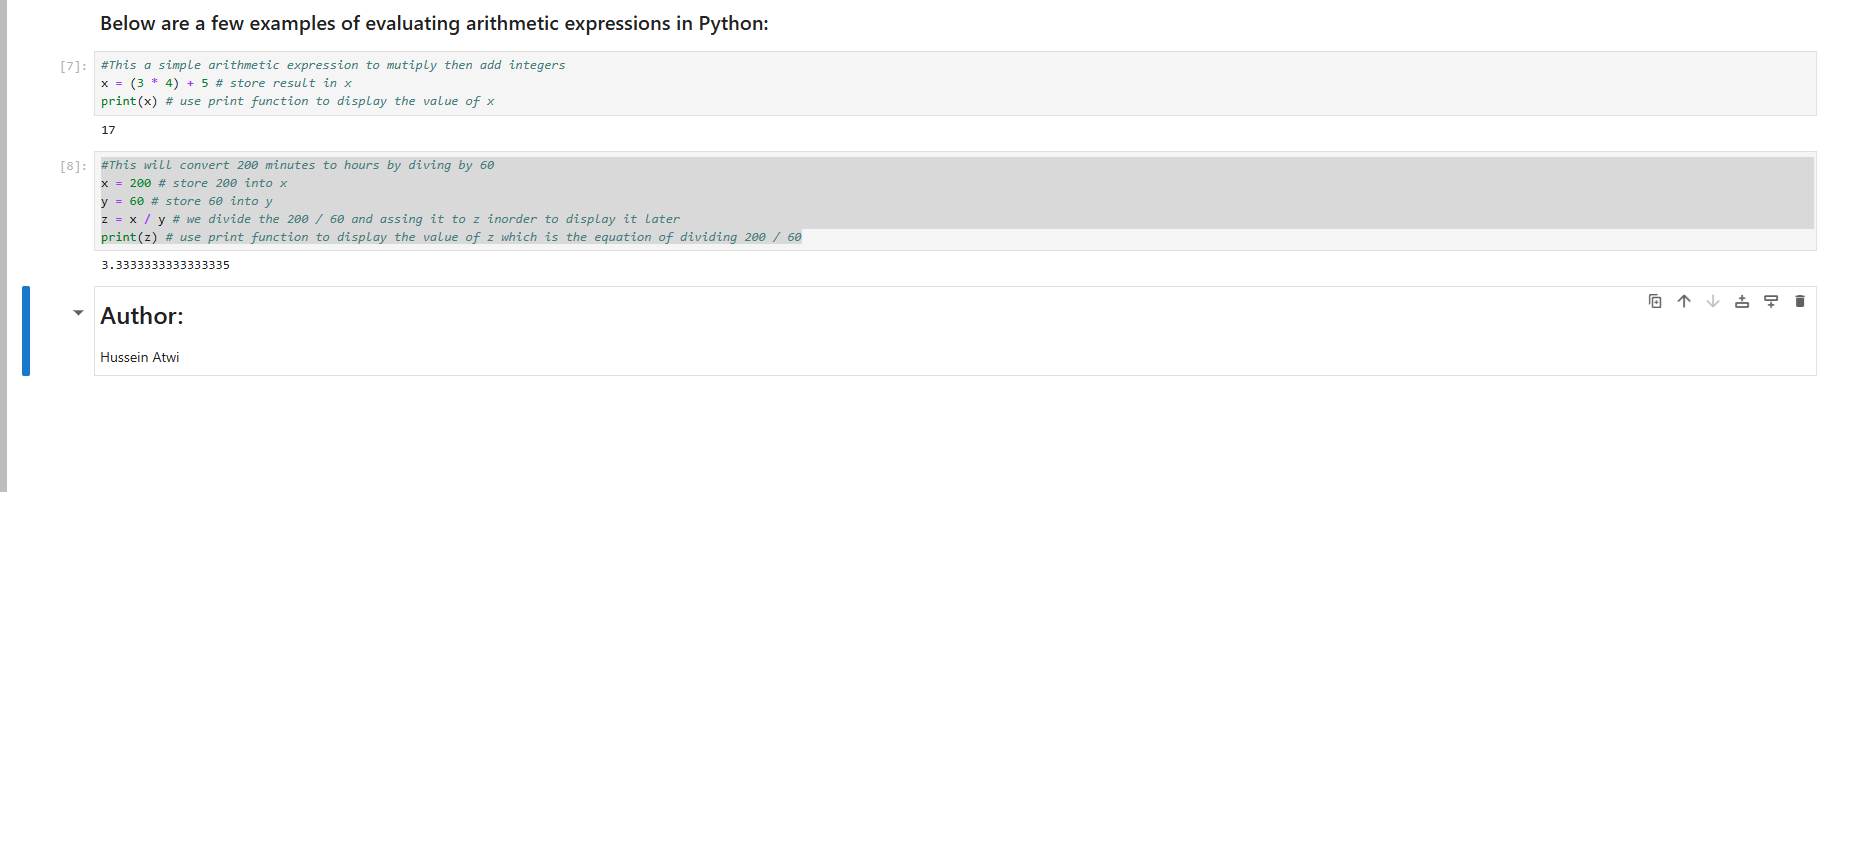 Below are a few examples of evaluating arithmetic expressions in Python:
[7]:
#This a simple arithmetic expression to mutiply then add integers
x = (3 * 4) + 5 # store result in x
print(x) # use print function to display the value of x
17
[8]:
#This will convert 200 minutes to hours by diving by 60
x = 200 # store 200 into x
y = 60 # store 60 into y
z = x / y # we divide the 200 / 60 and assing it to z inorder to display it later
print(z) # use print function to display the value of z which is the equation of dividing 200 / 60
3.3333333333333335
Author:
Hussein Atwi